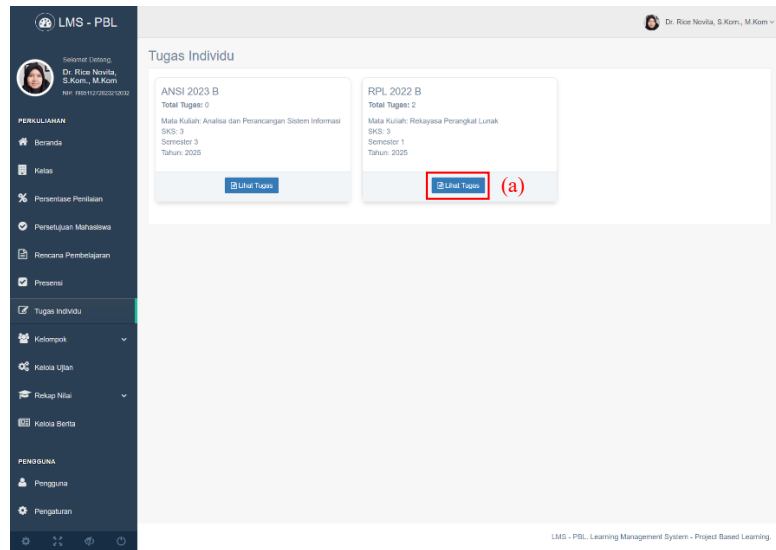 LMS - PBL
Dr. Rice Novita, S.Kom., M.Kom
Selamat Datang,
Dr. Rice Novita,
S.Kom., M.Kom
PERKULIAHAN
Beranda
Kelas
Persentase Penilaian
Persetujuan Mahasiswa
Rencana Pembelajaran
Presensi
Tugas Individu
Kelompok
Kelola Ujian
Rekap Nilai
Kelola Berita
PENGGUNA
Pengguna
Pengaturan
Tugas Individu
ANSI 2023 B
Total Tugas: 0
Mata Kuliah: Analisa dan Perancangan Sistem Informasi
SKS: 3
Semester 3
Tahun: 2025
Lihat Tugas
RPL 2022 B
Total Tugas: 2
Mata Kuliah: Rekayasa Perangkat Lunak
SKS: 3
Semester 1
Tahun: 2025
Lihat Tugas
(a)
LMS - PBL. Learning Management System - Project Based Learning.